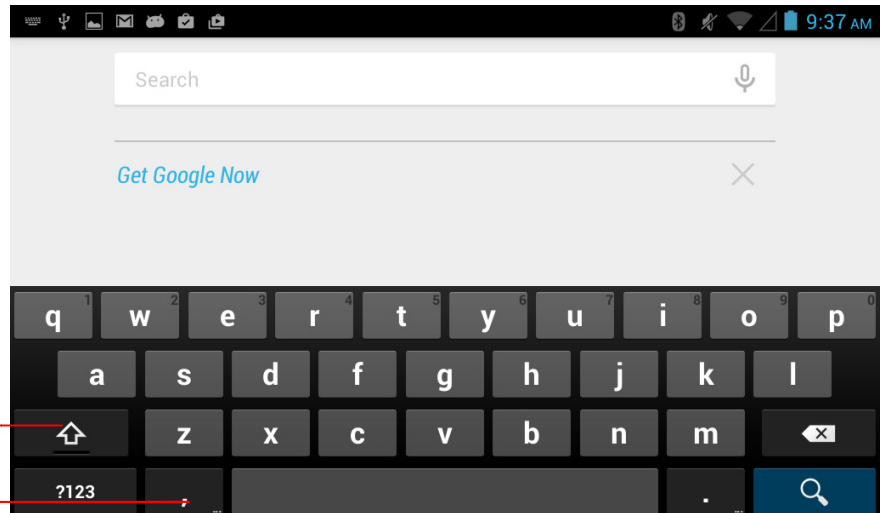 9:37 AM
Search
Get Google Now
q 1 w 2 e 3 r 4 t 5 y 6 u 7 i 8 o 9 p 0
a s d f g h j k l
z x c v b n m
?123 , .